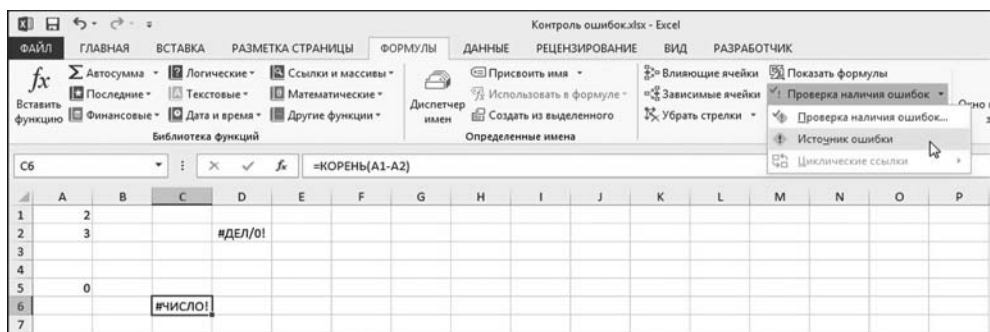 Контроль ошибок.xlsx - Excel
ФАЙЛ ГЛАВНАЯ ВСТАВКА РАЗМЕТКА СТРАНИЦЫ ФОРМУЛЫ ДАННЫЕ РЕЦЕНЗИРОВАНИЕ ВИД РАЗРАБОТЧИК
fx Вставить функцию
Автосумма Логические Ссылки и массивы
Последние Текстовые Математические
Финансовые Дата и время Другие функции
Библиотека функций
Диспетчер имен
Присвоить имя
Использовать в формуле
Создать из выделенного
Определенные имена
Влияющие ячейки Показать формулы
Зависимые ячейки Проверка наличия ошибок
Убрать стрелки
Проверка наличия ошибок...
Источник ошибки
Циклические ссылки
C6 fx =КОРЕНЬ(A1-A2)
A B C D E F G H I J K L M N O P
1 2
2 3 #ДЕЛ/0!
3
4
5 0
6 #ЧИСЛО!
7